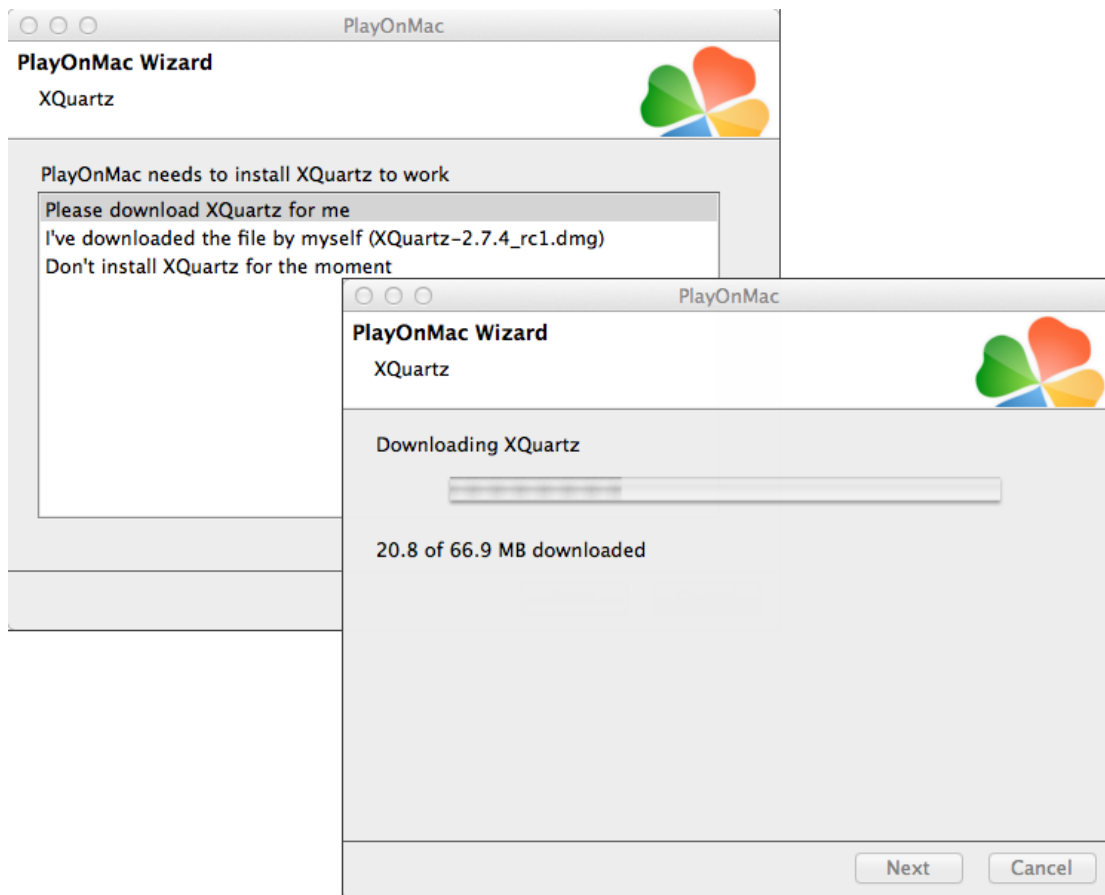 PlayOnMac
PlayOnMac Wizard
XQuartz
PlayOnMac needs to install XQuartz to work
Please download XQuartz for me
I've downloaded the file by myself (XQuartz-2.7.4_rc1.dmg)
Don't install XQuartz for the moment
PlayOnMac
PlayOnMac Wizard
XQuartz
Downloading XQuartz
20.8 of 66.9 MB downloaded
Next Cancel